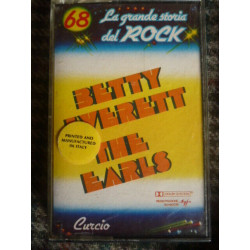 68
La grande storia
del ROCK
BETTY
EVERETT
PRINTED AND
MANUFACTURED
IN ITALY
THE
EARLS
Curcio